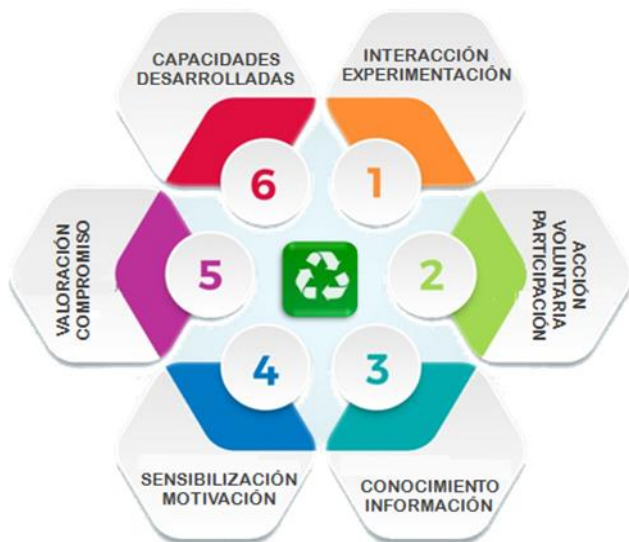 CAPACIDADES
DESARROLLADAS
INTERACCIÓN
EXPERIMENTACIÓN
6
1
VALORACIÓN
COMPROMISO
5
2
ACCIÓN
VOLUNTARIA
PARTICIPACIÓN
4
3
SENSIBILIZACIÓN
MOTIVACIÓN
CONOCIMIENTO
INFORMACIÓN